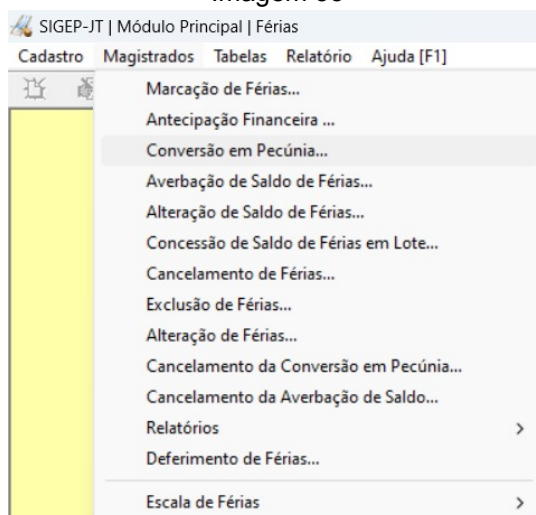 SIGEP-JT | Módulo Principal | Férias
Cadastro Magistrados Tabelas Relatório Ajuda [F1]
Marcação de Férias...
Antecipação Financeira ...
Conversão em Pecúnia...
Averbação de Saldo de Férias...
Alteração de Saldo de Férias...
Concessão de Saldo de Férias em Lote...
Cancelamento de Férias...
Exclusão de Férias...
Alteração de Férias...
Cancelamento da Conversão em Pecúnia...
Cancelamento da Averbação de Saldo...
Relatórios
Deferimento de Férias...
Escala de Férias